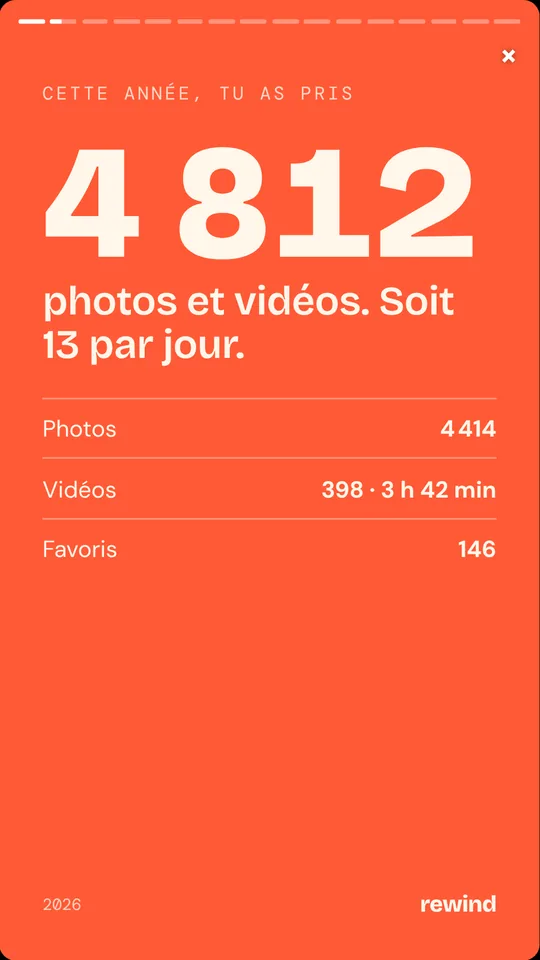 CETTE ANNÉE, TU AS PRIS
4 812
photos et vidéos. Soit
13 par jour.
Photos 4 414
Vidéos 398 · 3 h 42 min
Favoris 146
2026 rewind